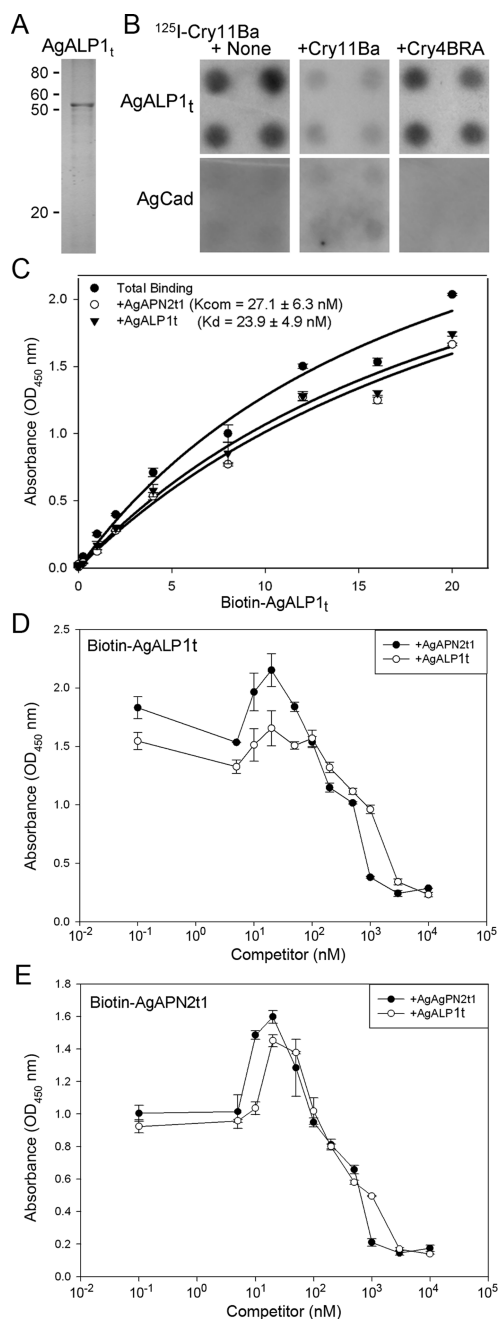 A
AgALP1t
80
60
50
20
B
125I-Cry11Ba
+ None
+Cry11Ba
+Cry4BRA
AgALP1t
AgCad
C
Total Binding
+AgAPN2t1 (Kcom = 27.1 ± 6.3 nM)
+AgALP1t (Kd = 23.9 ± 4.9 nM)
2.0
1.5
1.0
0.5
0.0
Absorbance (OD450 nm)
0 5 10 15 20
Biotin-AgALP1t
D
Biotin-AgALP1t
+AgAPN2t1
+AgALP1t
2.5
2.0
1.5
1.0
0.5
0.0
Absorbance (OD450 nm)
10-2 10-1 100 101 102 103 104 105
Competitor (nM)
E
Biotin-AgAPN2t1
+AgAgPN2t1
+AgALP1t
1.6
1.4
1.2
1.0
0.8
0.6
0.4
0.2
0.0
1.8
Absorbance (OD450 nm)
10-2 10-1 100 101 102 103 104 105
Competitor (nM)